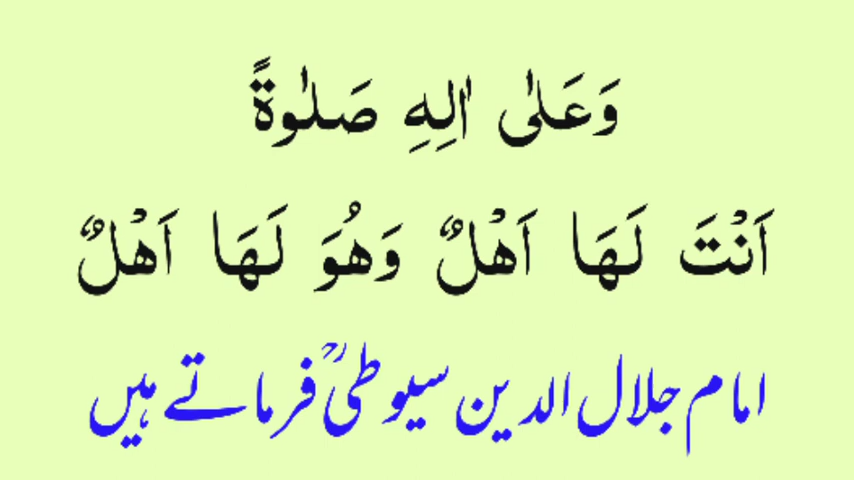 وَعَلٰی اٰلِهِ صَلٰوةً
اَنْتَ لَهَا اَهْلٌ وَهُوَ لَهَا اَهْلٌ
امام جلال الدین سیوطیؒ فرماتے ہیں